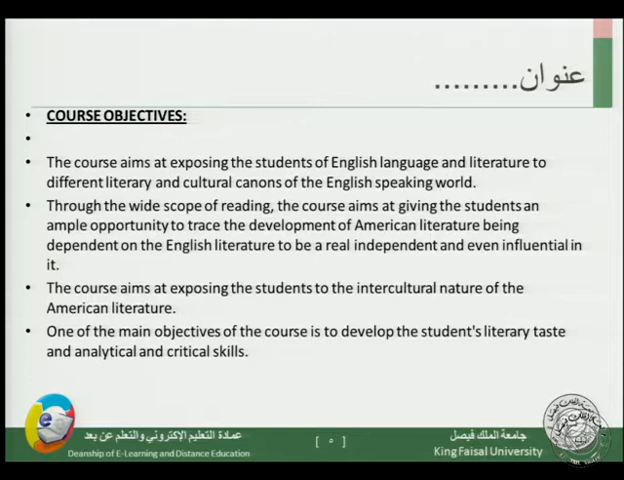 عنوان.........
• COURSE OBJECTIVES:
•
• The course aims at exposing the students of English language and literature to
different literary and cultural canons of the English speaking world.
• Through the wide scope of reading, the course aims at giving the students an
ample opportunity to trace the development of American literature being
dependent on the English literature to be a real independent and even influential in
it.
• The course aims at exposing the students to the intercultural nature of the
American literature.
• One of the main objectives of the course is to develop the student's literary taste
and analytical and critical skills.
عمادة التعليم الإلكتروني والتعلم عن بعد
Deanship of E-Learning and Distance Education
[ ٥ ]
جامعة الملك فيصل
King Faisal University